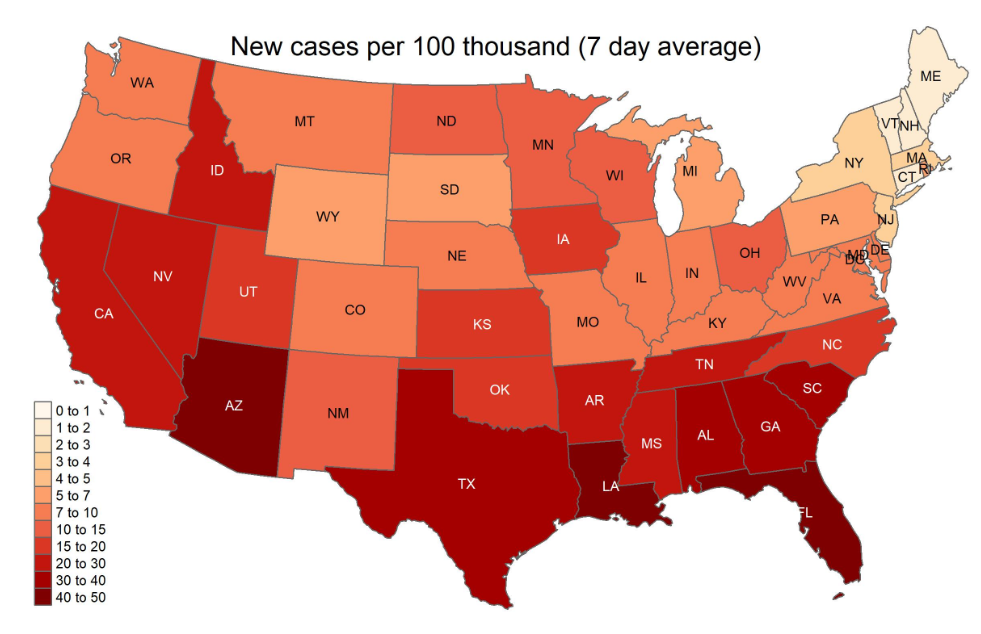 New cases per 100 thousand (7 day average)
WA
MT
ND
MN
ME
VT
NH
OR
ID
SD
WI
MI
NY
MA
RI
CT
WY
NE
IA
PA
NJ
NV
UT
CO
IL
IN
OH
MD
DE
DC
WV
VA
CA
KS
MO
KY
NC
AZ
NM
OK
AR
TN
SC
MS
AL
GA
TX
LA
FL
0 to 1
1 to 2
2 to 3
3 to 4
4 to 5
5 to 7
7 to 10
10 to 15
15 to 20
20 to 30
30 to 40
40 to 50